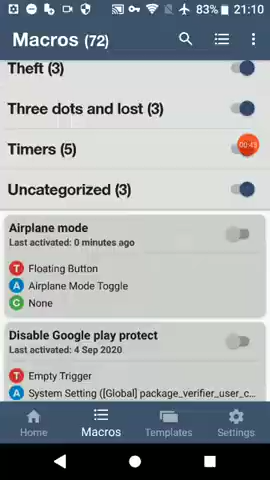 83% 21:10
Macros (72)
Theft (3)
Three dots and lost (3)
Timers (5)
00:43
Uncategorized (3)
Airplane mode
Last activated: 0 minutes ago
T Floating Button
A Airplane Mode Toggle
C None
Disable Google play protect
Last activated: 4 Sep 2020
T Empty Trigger
A System Setting ([Global] package_verifier_user_c...
Home Macros Templates Settings